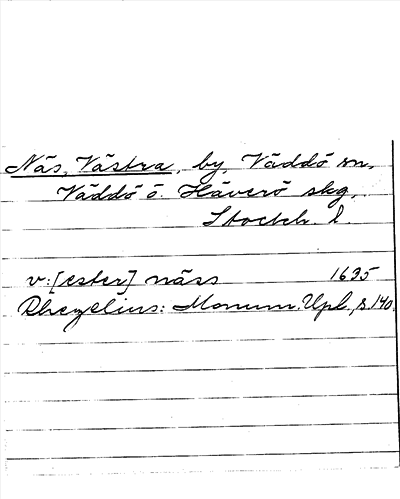 Näs, Västra, by, Väddö sn,
Väddö o. Häverö skg,
Stockh. l.
v:[ester] näss 1635
Rhezelius: Monum. Upl., s. 140.